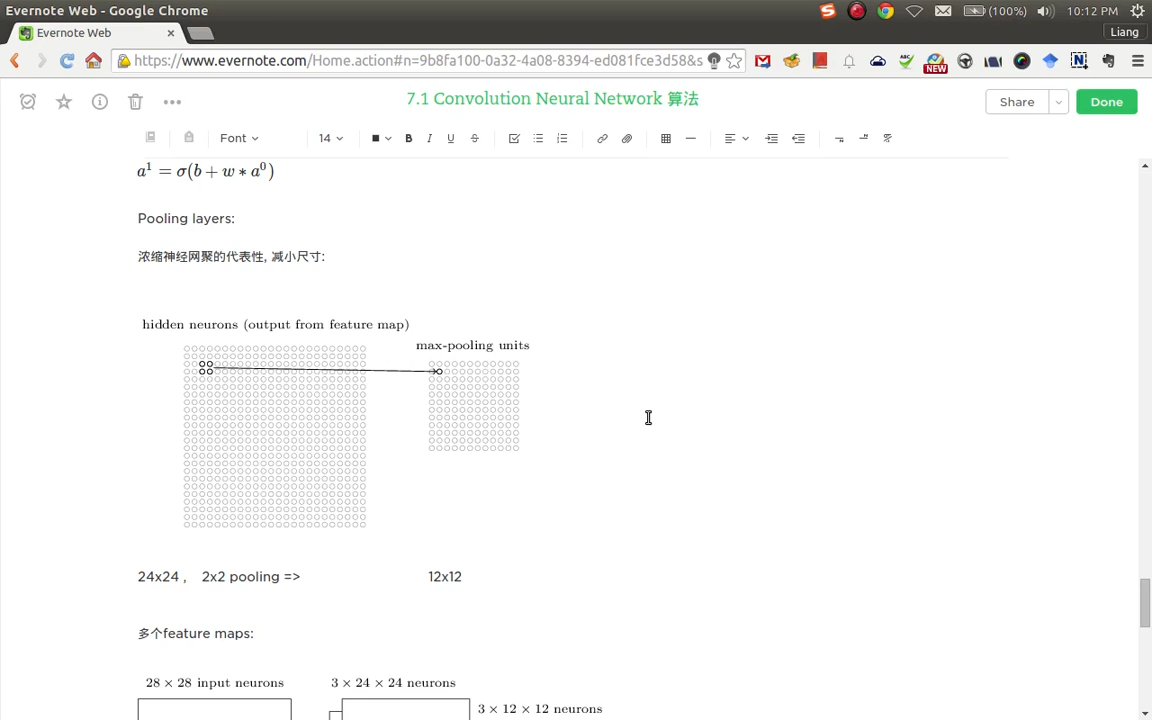 Evernote Web - Google Chrome
(100%)
10:12 PM
Evernote Web
Liang
https://www.evernote.com/Home.action#n=9b8fa100-0a32-4a08-8394-ed081fce3d58&s
NEW
7.1 Convolution Neural Network 算法
Share
Done
Font
14
B I U S
a¹ = σ(b + w ∗ a⁰)
Pooling layers:
浓缩神经网聚的代表性, 减小尺寸:
hidden neurons (output from feature map)
max-pooling units
24x24 , 2x2 pooling => 12x12
多个feature maps:
28 × 28 input neurons
3 × 24 × 24 neurons
3 × 12 × 12 neurons